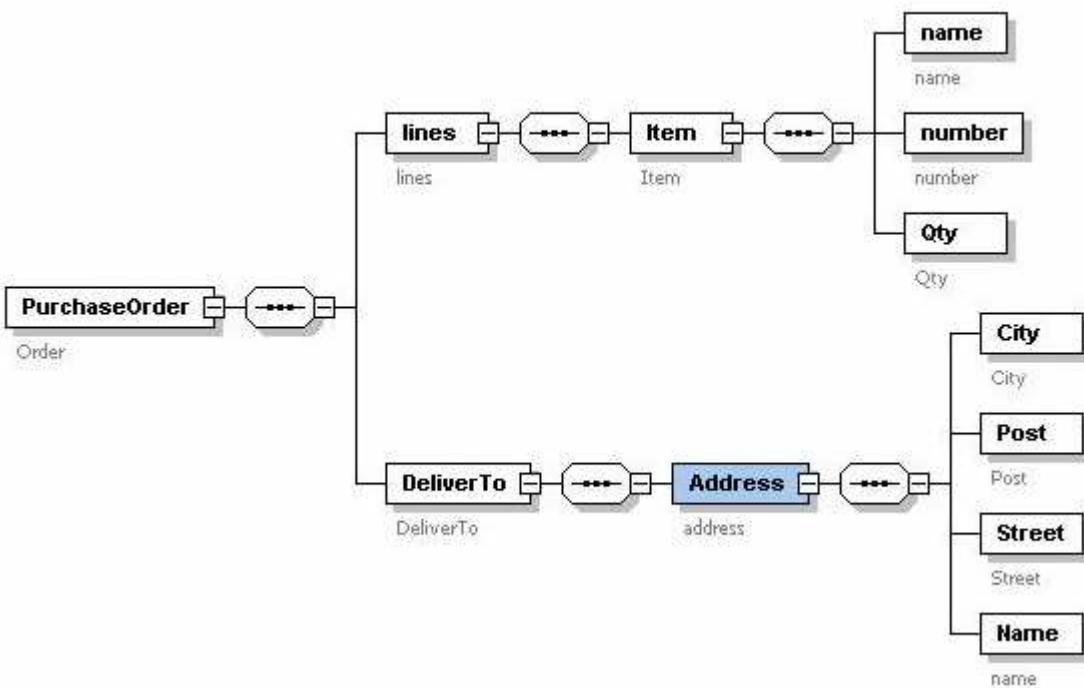 name
name
lines
Item
number
lines
Item
number
Qty
Qty
PurchaseOrder
Order
City
City
Post
Post
DeliverTo
Address
DeliverTo
address
Street
Street
Name
name